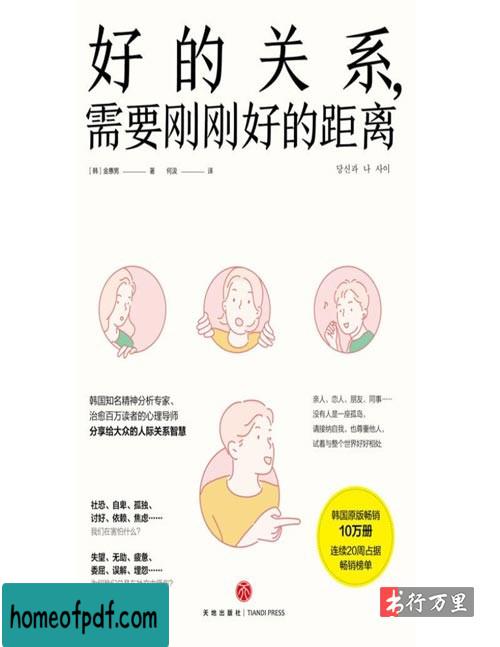 好的关系，
需要刚刚好的距离
[韩] 金惠男 —— 著 何汲 —— 译
당신과 나 사이
韩国知名精神分析专家、
治愈百万读者的心理导师
分享给大众的人际关系智慧
亲人、恋人、朋友、同事……
没有人是一座孤岛，
请接纳自我，也尊重他人，
试着与整个世界好好相处
社恐、自卑、孤独、
讨好、依赖、焦虑……
我们在害怕什么？
失望、无助、疲惫、
委屈、误解、埋怨……
韩国原版畅销
10万册
连续20周占据
畅销榜单
天地出版社 | TIANDI PRESS
homeofpdf.com
书行万里